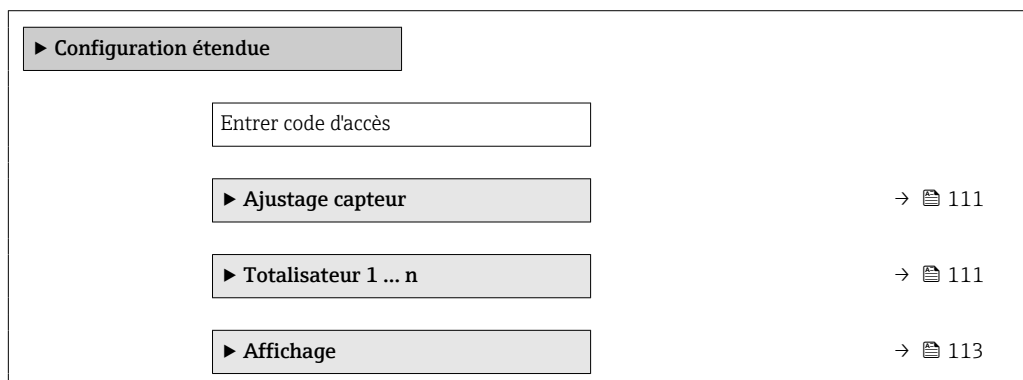 ▶ Configuration étendue
Entrer code d'accès
▶ Ajustage capteur → 111
▶ Totalisateur 1 ... n → 111
▶ Affichage → 113